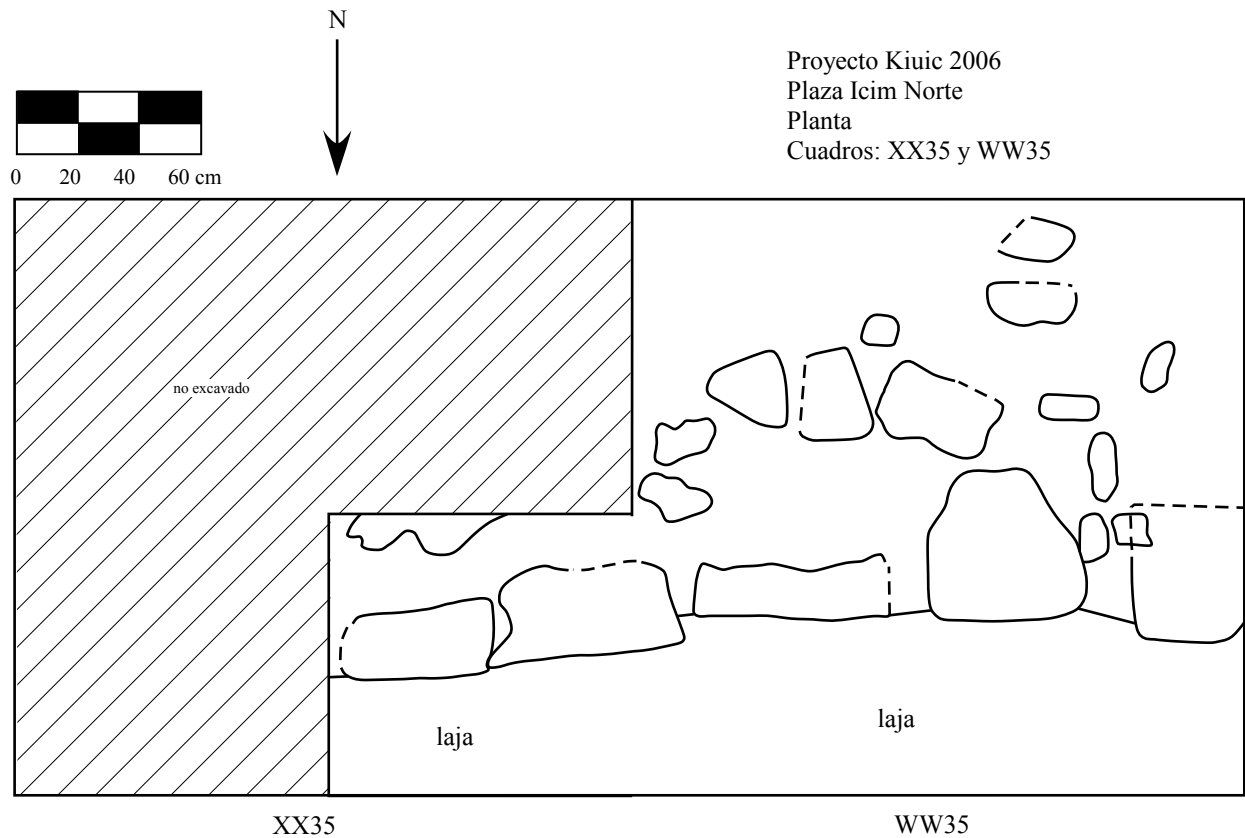 N
Proyecto Kiuic 2006
Plaza Icim Norte
Planta
Cuadros: XX35 y WW35
0 20 40 60 cm
no excavado
laja
laja
XX35
WW35